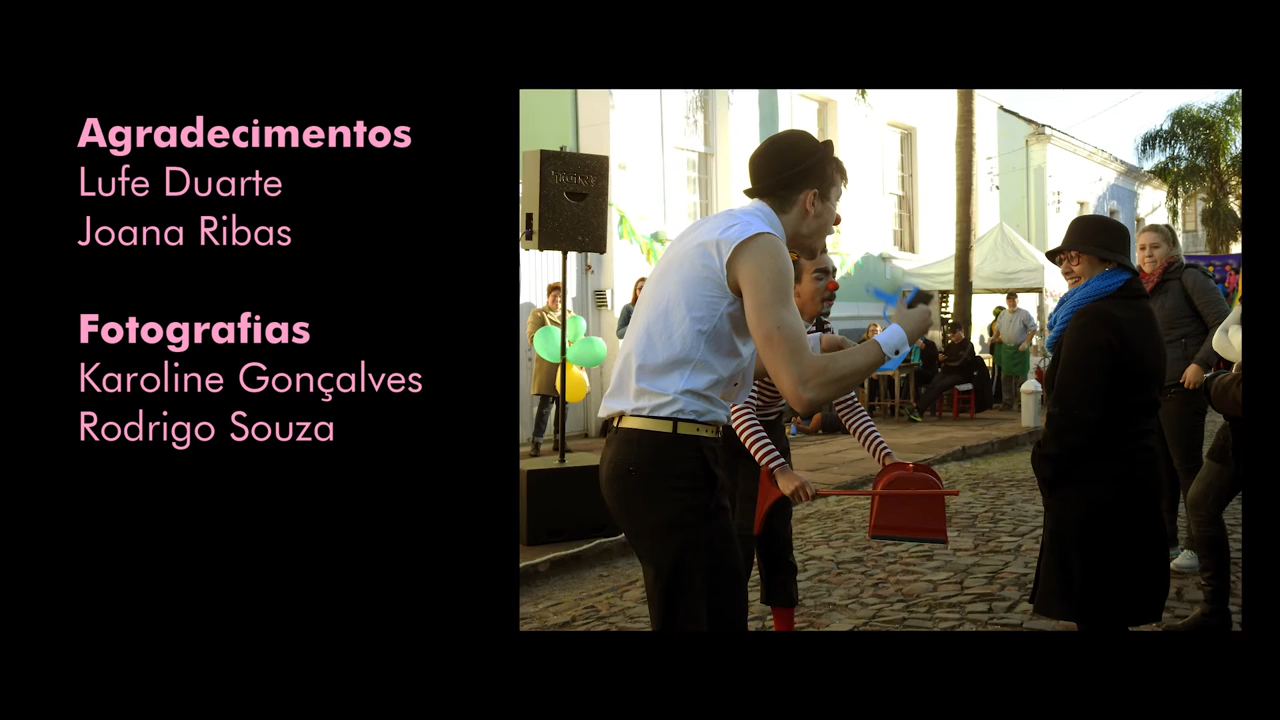 Agradecimentos
Lufe Duarte
Joana Ribas
Fotografias
Karoline Gonçalves
Rodrigo Souza